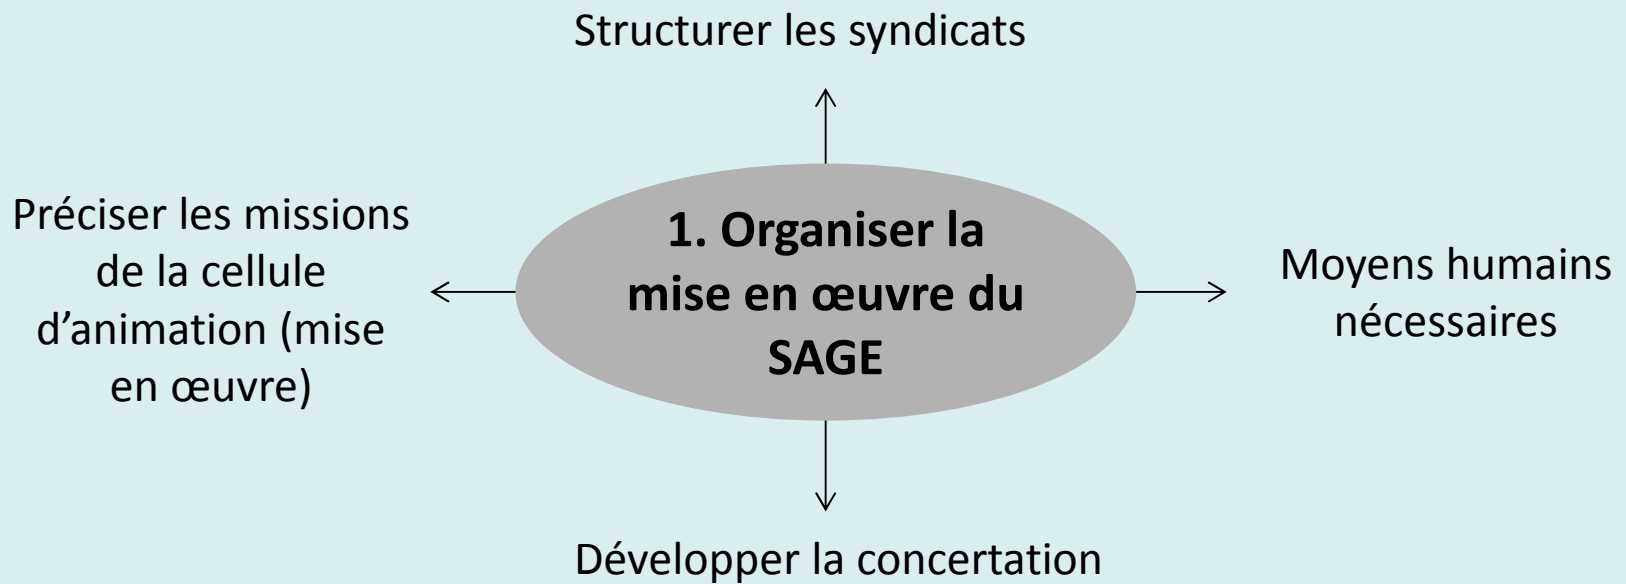 Structurer les syndicats
Préciser les missions
de la cellule
d’animation (mise
en œuvre)
1. Organiser la
mise en œuvre du
SAGE
Moyens humains
nécessaires
Développer la concertation